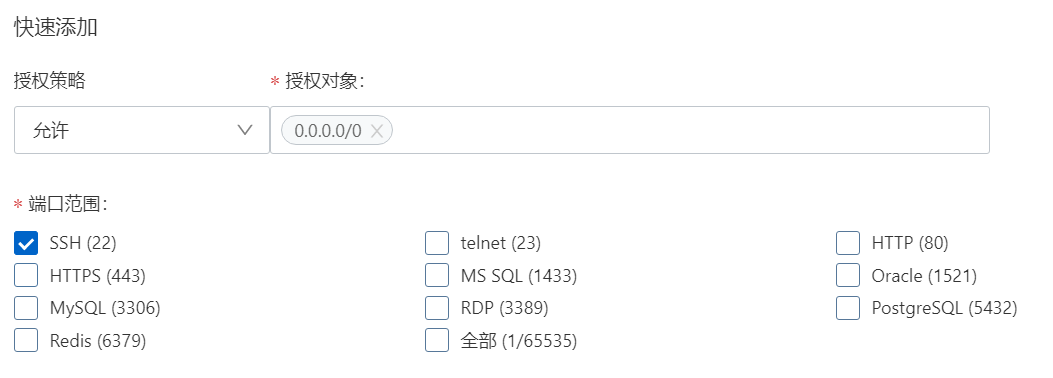 快速添加
授权策略 * 授权对象:
允许 0.0.0.0/0
* 端口范围:
SSH (22) telnet (23) HTTP (80)
HTTPS (443) MS SQL (1433) Oracle (1521)
MySQL (3306) RDP (3389) PostgreSQL (5432)
Redis (6379) 全部 (1/65535)